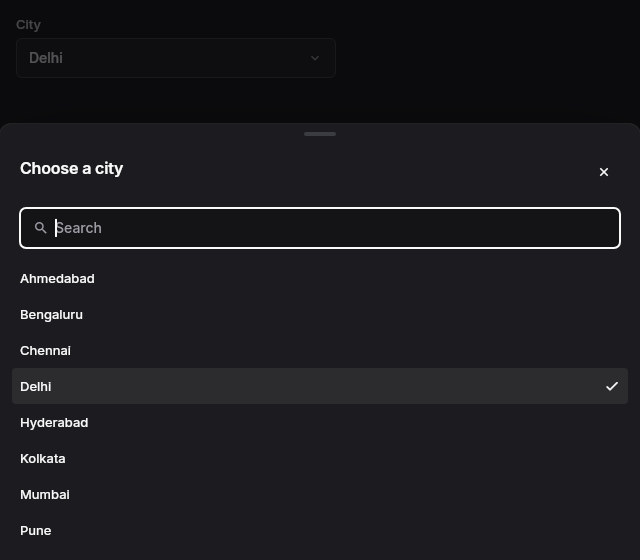 City
Delhi
Choose a city
Search
Ahmedabad
Bengaluru
Chennai
Delhi
Hyderabad
Kolkata
Mumbai
Pune